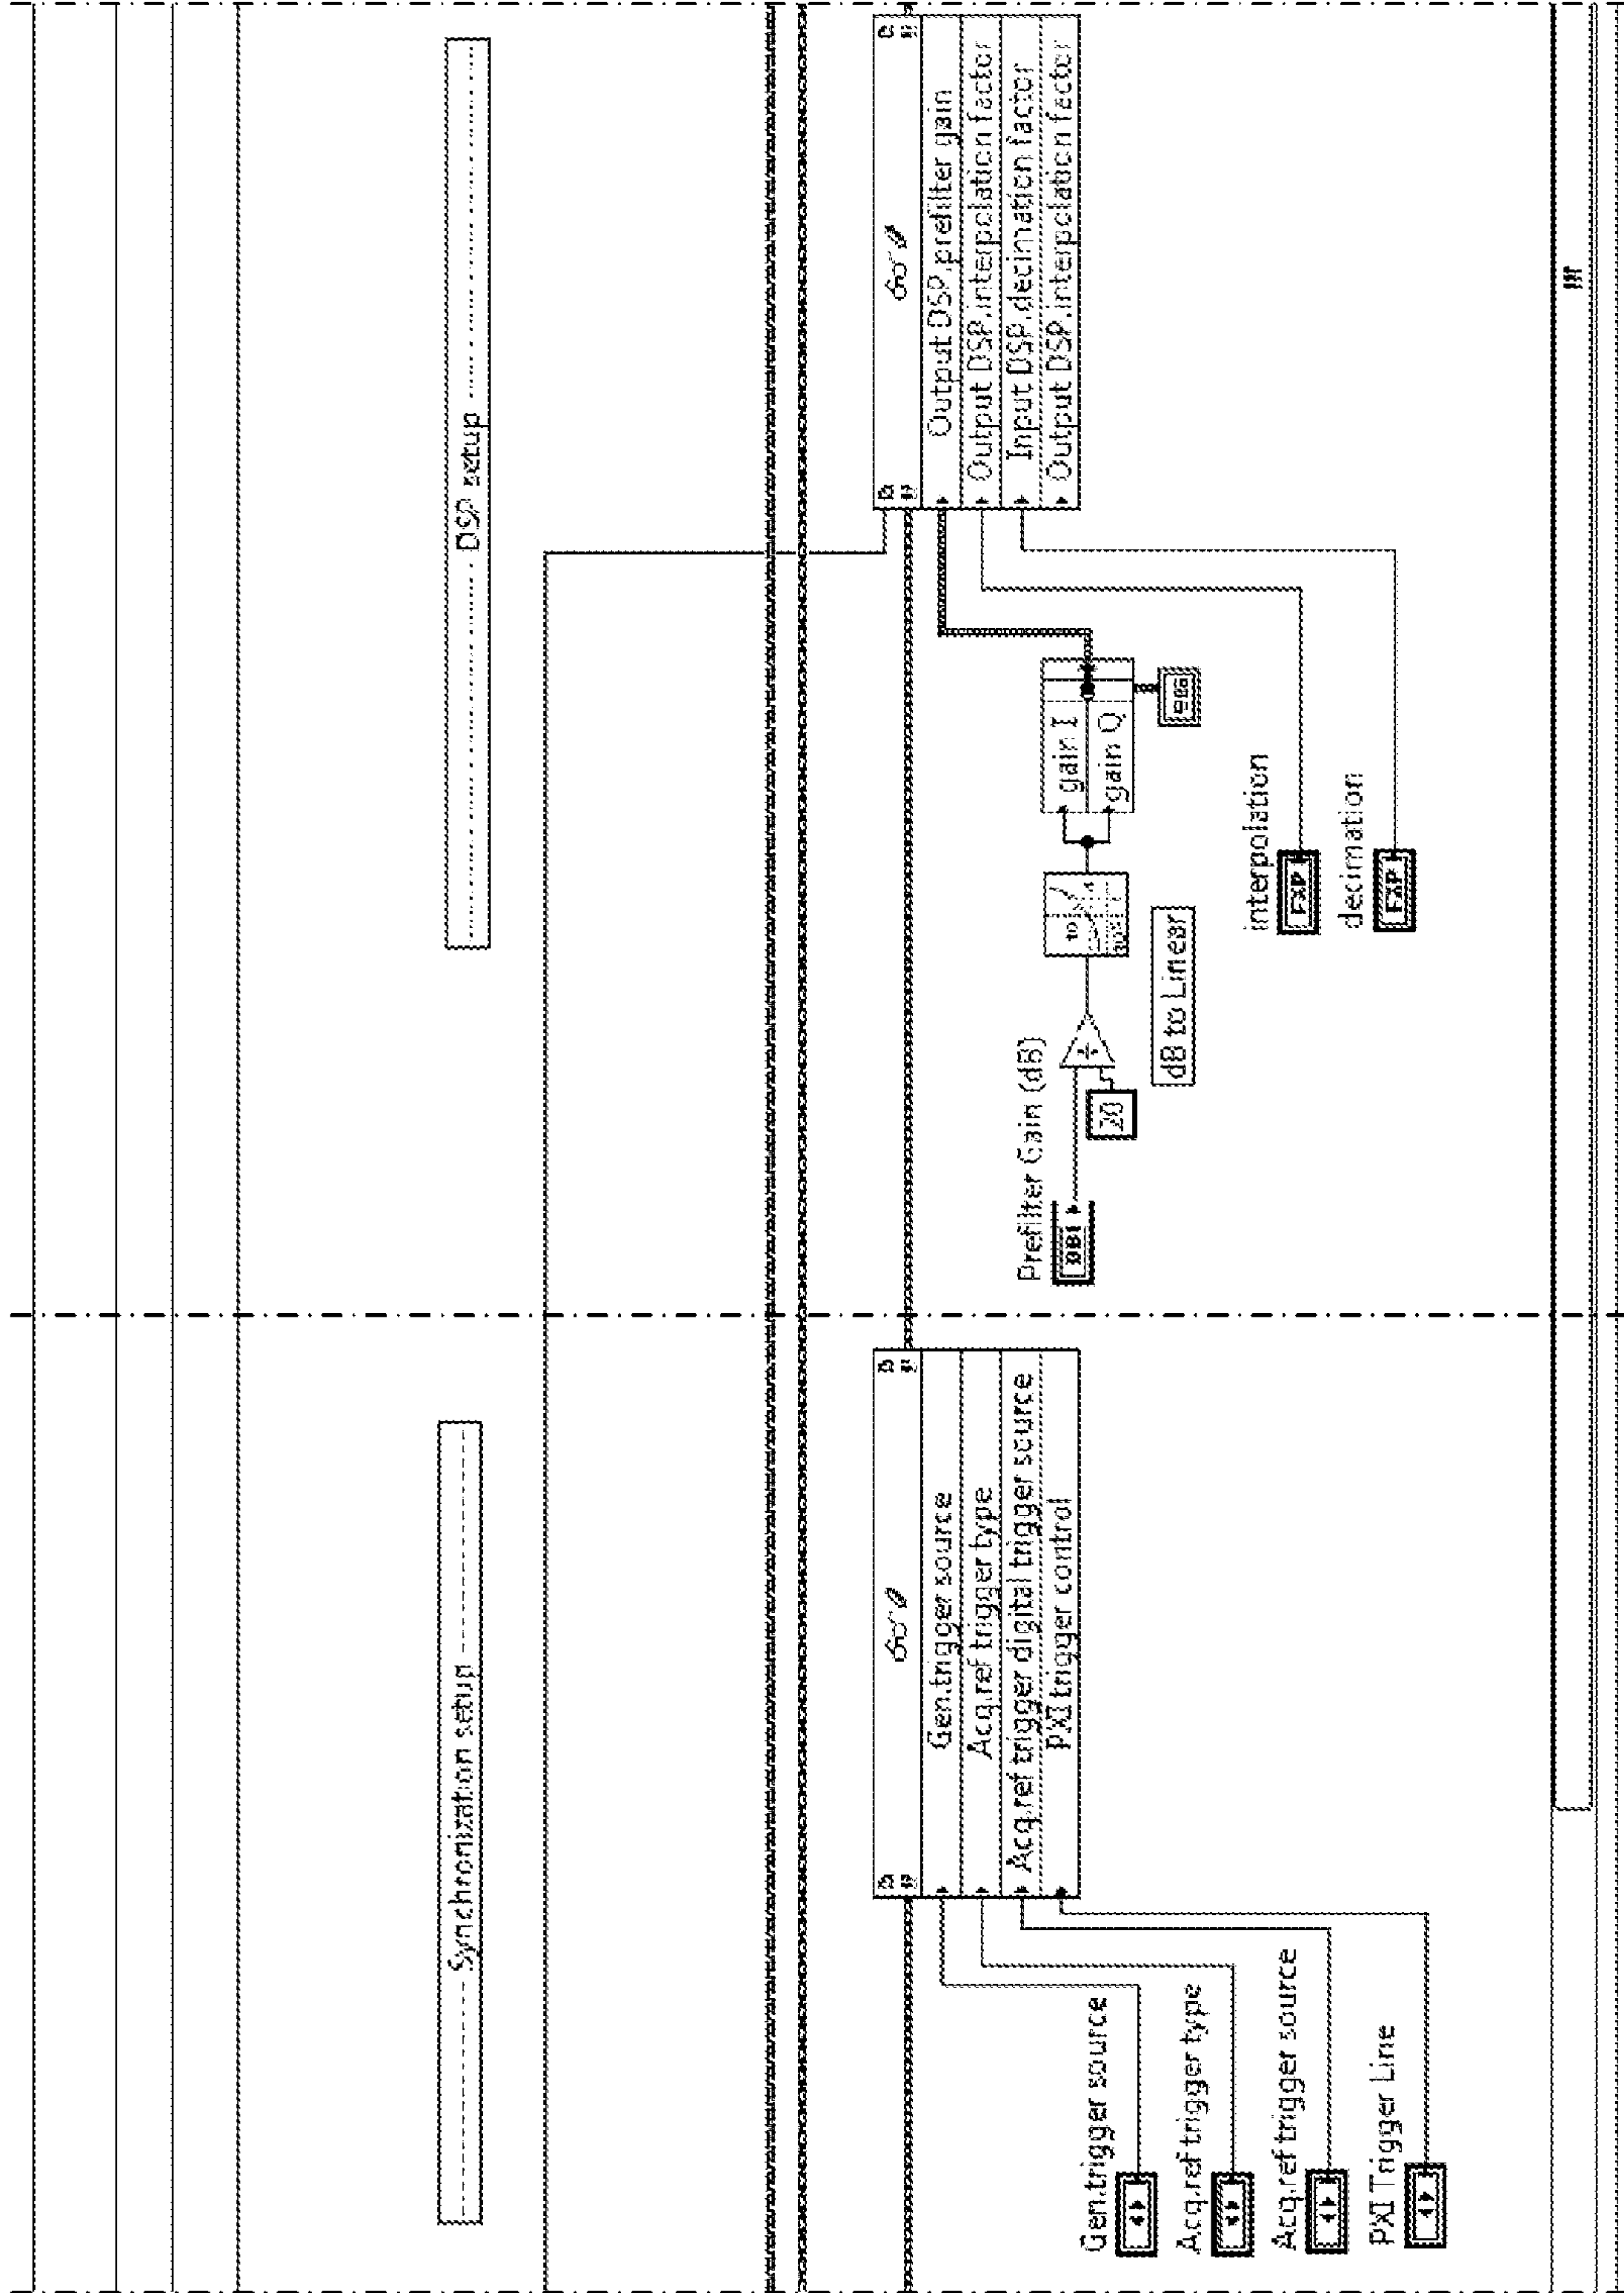 Synchronization setup
DSP setup
Gen.trigger source
Acq.ref trigger type
Acq.ref trigger digital trigger source
PXI trigger control
Gen.trigger source
Acq.ref trigger type
Acq.ref trigger source
PXI Trigger Line
Output DSP.prefilter gain
Output DSP.interpolation factor
Input DSP.decimation factor
Output DSP.interpolation factor
Prefilter Gain (dB)
DBL
20
dB to Linear
gain I
gain Q
interpolation
FXP
decimation
FXP